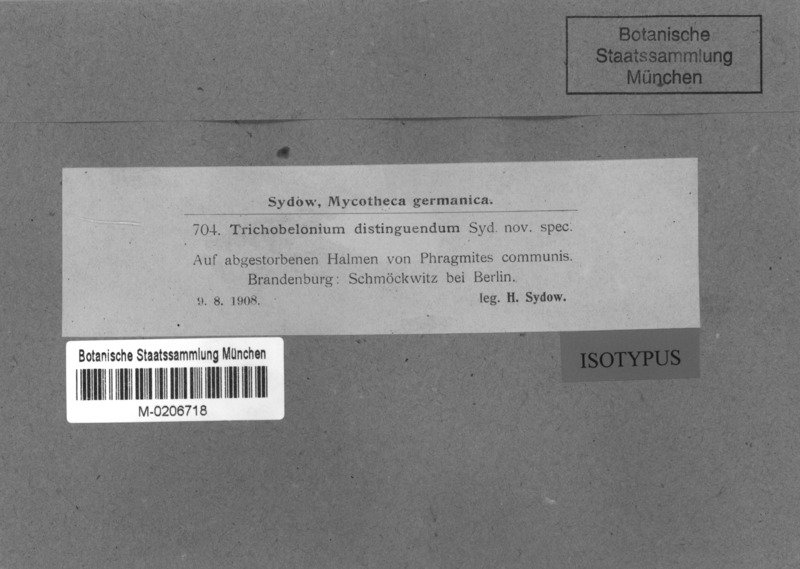 Botanische
Staatssammlung
München
Sydow, Mycotheca germanica.
704. Trichobelonium distinguendum Syd. nov. spec.
Auf abgestorbenen Halmen von Phragmites communis.
Brandenburg: Schmöckwitz bei Berlin.
9. 8. 1908. leg. H. Sydow.
Botanische Staatssammlung München
M-0206718
ISOTYPUS